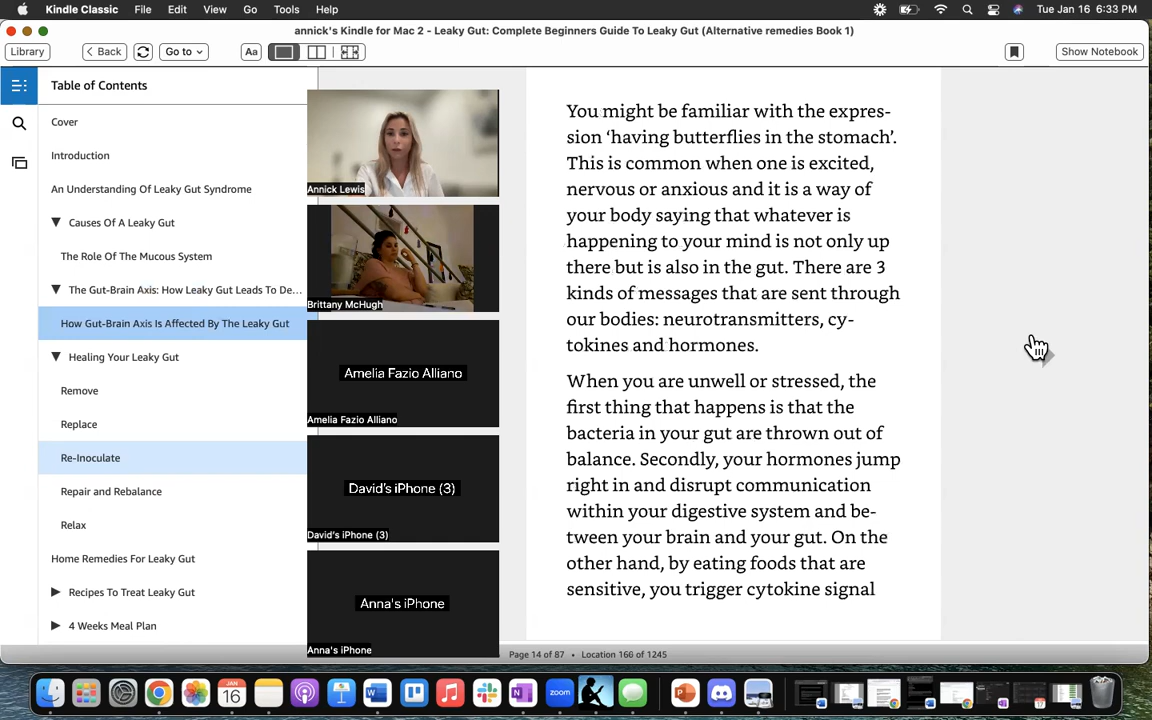 Kindle Classic File Edit View Go Tools Help Tue Jan 16 6:33 PM
annick's Kindle for Mac 2 - Leaky Gut: Complete Beginners Guide To Leaky Gut (Alternative remedies Book 1)
Library < Back Go to Aa Show Notebook
Table of Contents
Cover
Introduction
An Understanding Of Leaky Gut Syndrome
Causes Of A Leaky Gut
The Role Of The Mucous System
The Gut-Brain Axis: How Leaky Gut Leads To De...
How Gut-Brain Axis Is Affected By The Leaky Gut
Healing Your Leaky Gut
Remove
Replace
Re-Inoculate
Repair and Rebalance
Relax
Home Remedies For Leaky Gut
Recipes To Treat Leaky Gut
4 Weeks Meal Plan
Annick Lewis
Brittany McHugh
Amelia Fazio Alliano
Amelia Fazio Alliano
David's iPhone (3)
David's iPhone (3)
Anna's iPhone
Anna's iPhone
You might be familiar with the expres-
sion ‘having butterflies in the stomach’.
This is common when one is excited,
nervous or anxious and it is a way of
your body saying that whatever is
happening to your mind is not only up
there but is also in the gut. There are 3
kinds of messages that are sent through
our bodies: neurotransmitters, cy-
tokines and hormones.
When you are unwell or stressed, the
first thing that happens is that the
bacteria in your gut are thrown out of
balance. Secondly, your hormones jump
right in and disrupt communication
within your digestive system and be-
tween your brain and your gut. On the
other hand, by eating foods that are
sensitive, you trigger cytokine signal
Page 14 of 87 • Location 166 of 1245
JAN
16
zoom